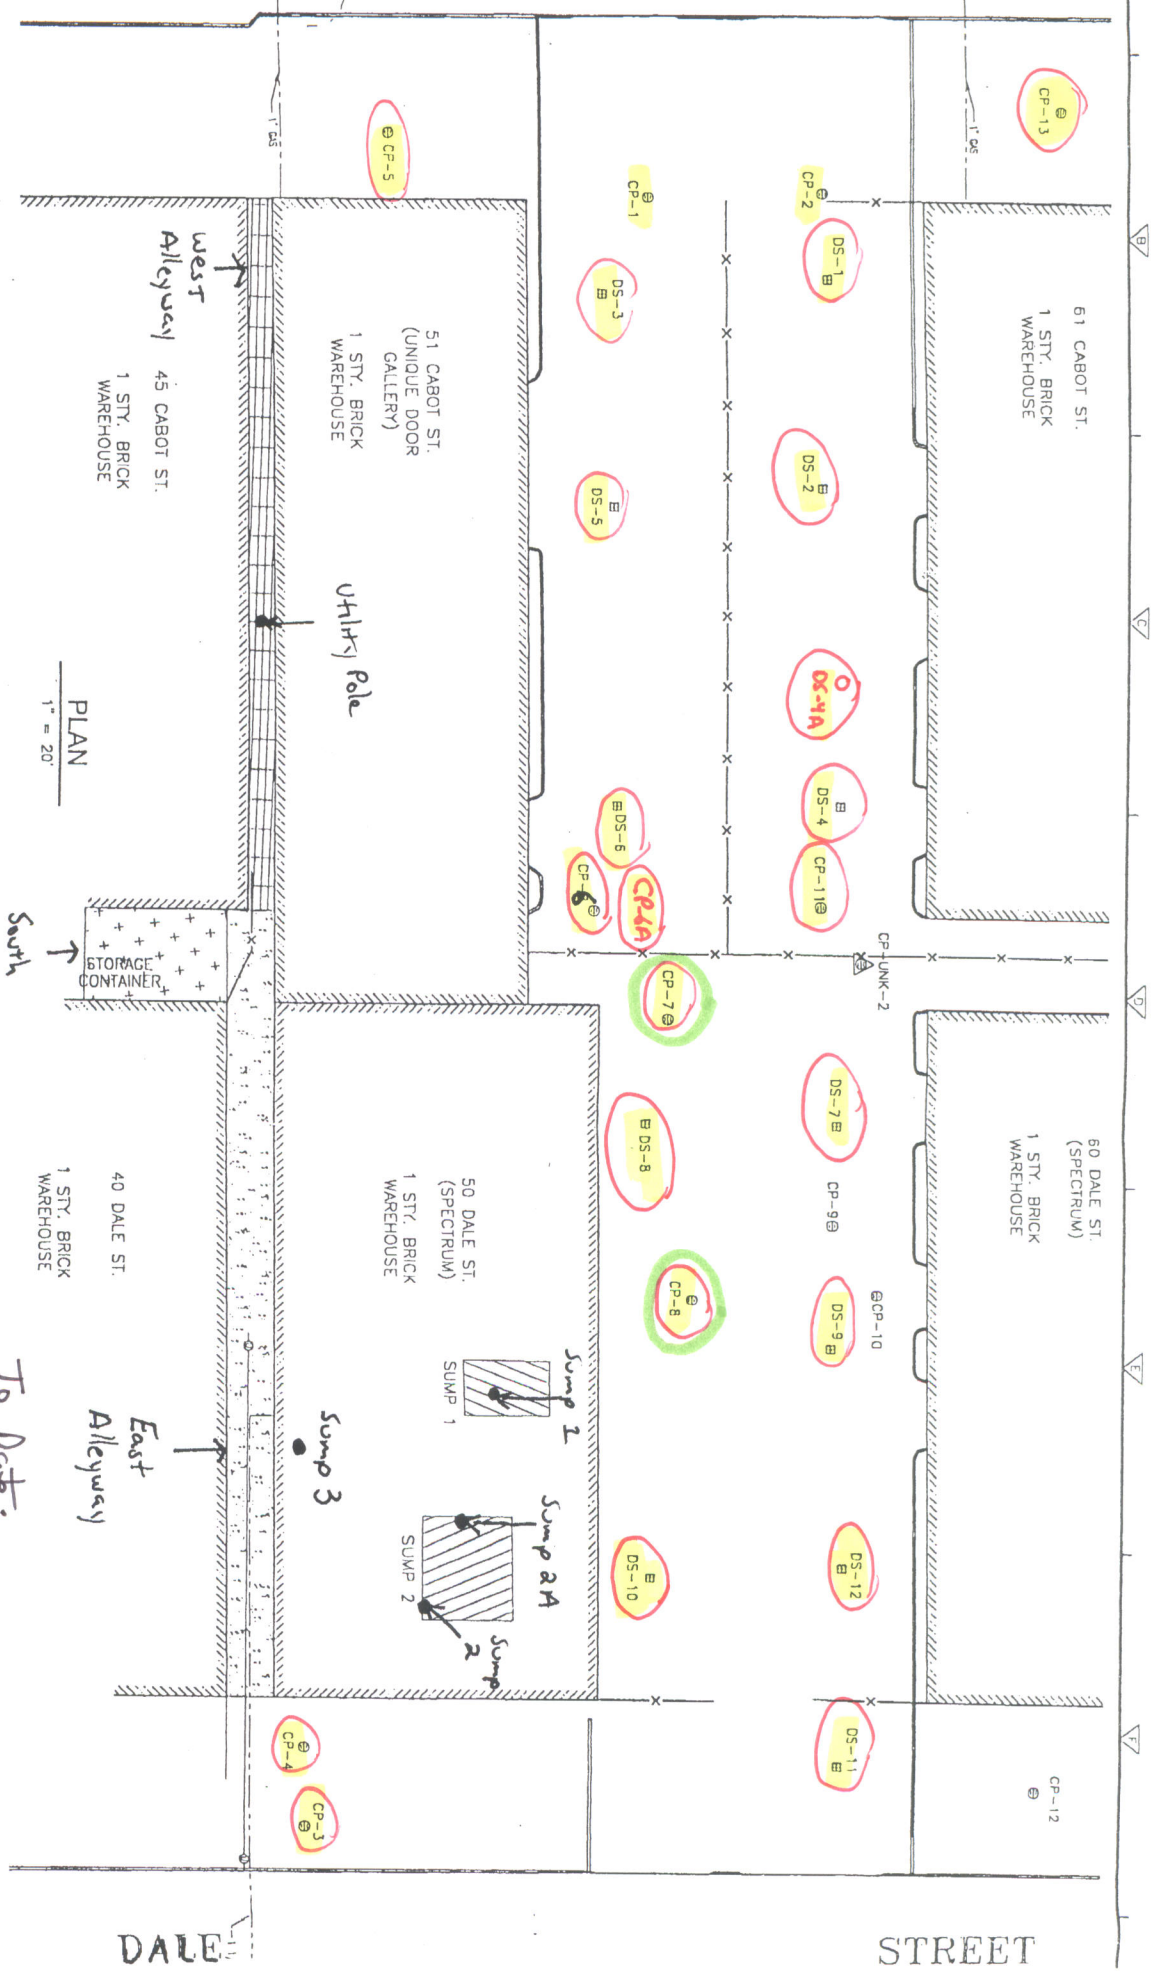 CP-13
1" GAS
1" GAS
CP-5
CP-1
CP-2
DS-1
DS-3
61 CABOT ST.
1 STY. BRICK
WAREHOUSE
B
West
Alleyway
51 CABOT ST.
(UNIQUE DOOR
GALLERY)
1 STY. BRICK
WAREHOUSE
45 CABOT ST.
1 STY. BRICK
WAREHOUSE
DS-2
DS-5
C
Utility Pole
DS-4A
PLAN
1" = 20'
DS-4
DS-6
CP-11
CP-6
CP-6A
CP-UNK-2
South
STORAGE
CONTAINER
CP-7
D
DS-7
DS-8
CP-9
60 DALE ST.
(SPECTRUM)
1 STY. BRICK
WAREHOUSE
50 DALE ST.
(SPECTRUM)
1 STY. BRICK
WAREHOUSE
40 DALE ST.
1 STY. BRICK
WAREHOUSE
CP-8
CP-10
DS-9
E
Sump 1
SUMP 1
Sump 3
East
Alleyway
To Date:
Sump 2A
SUMP 2
Sump
2
DS-10
DS-12
CP-4
CP-3
DS-11
CP-12
F
DALE
STREET